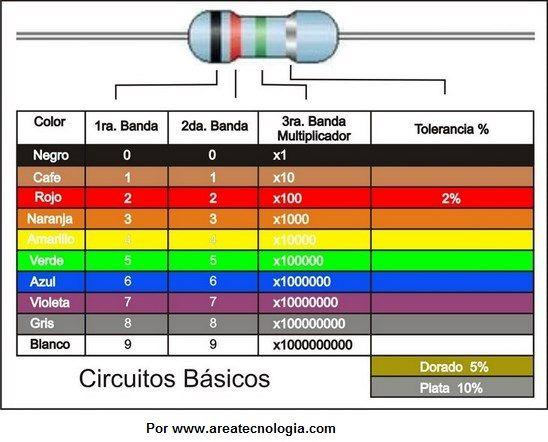 Color 1ra. Banda 2da. Banda 3ra. Banda Multiplicador Tolerancia %
Negro 0 0 x1
Cafe 1 1 x10
Rojo 2 2 x100 2%
Naranja 3 3 x1000
Amarillo 4 4 x10000
Verde 5 5 x100000
Azul 6 6 x1000000
Violeta 7 7 x10000000
Gris 8 8 x100000000
Blanco 9 9 x1000000000
Dorado 5%
Plata 10%
Circuitos Básicos
Por www.areatecnologia.com